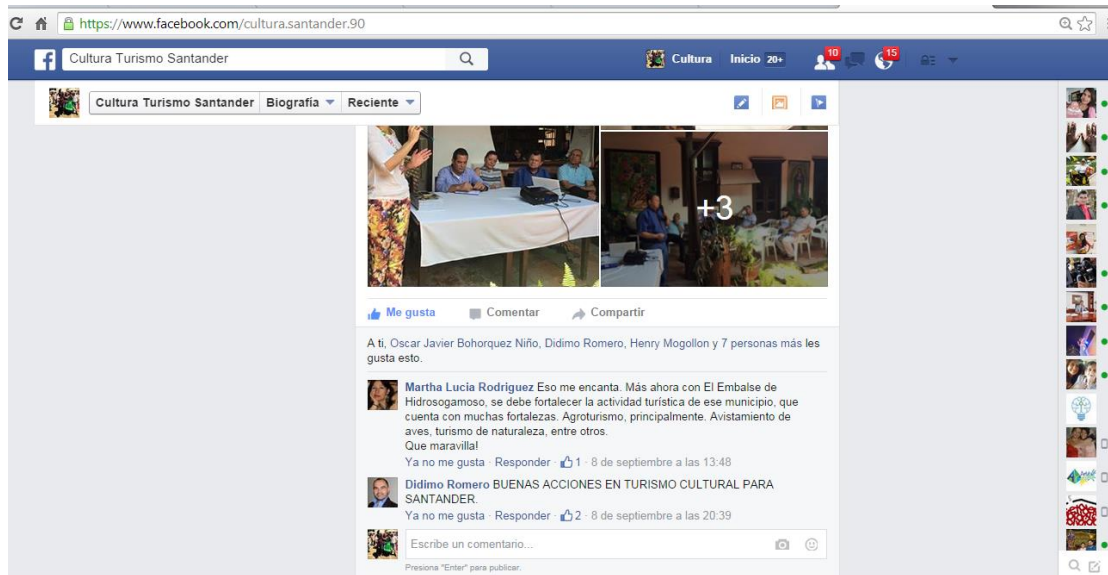 https://www.facebook.com/cultura.santander.90
Cultura Turismo Santander
Cultura Inicio 20+ 10 15
Cultura Turismo Santander Biografía Reciente
+3
Me gusta Comentar Compartir
A ti, Oscar Javier Bohorquez Niño, Didimo Romero, Henry Mogollon y 7 personas más les
gusta esto.
Martha Lucia Rodriguez Eso me encanta. Más ahora con El Embalse de
Hidrosogamoso, se debe fortalecer la actividad turística de ese municipio, que
cuenta con muchas fortalezas. Agroturismo, principalmente. Avistamiento de
aves, turismo de naturaleza, entre otros.
Que maravilla!
Ya no me gusta · Responder · 1 · 8 de septiembre a las 13:48
Didimo Romero BUENAS ACCIONES EN TURISMO CULTURAL PARA
SANTANDER.
Ya no me gusta · Responder · 2 · 8 de septiembre a las 20:39
Escribe un comentario...
Presiona "Enter" para publicar.